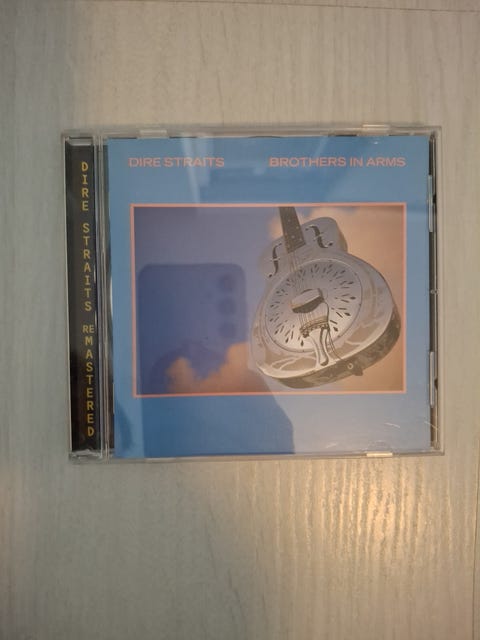 DIRE STRAITS REMASTERED
DIRE STRAITS BROTHERS IN ARMS